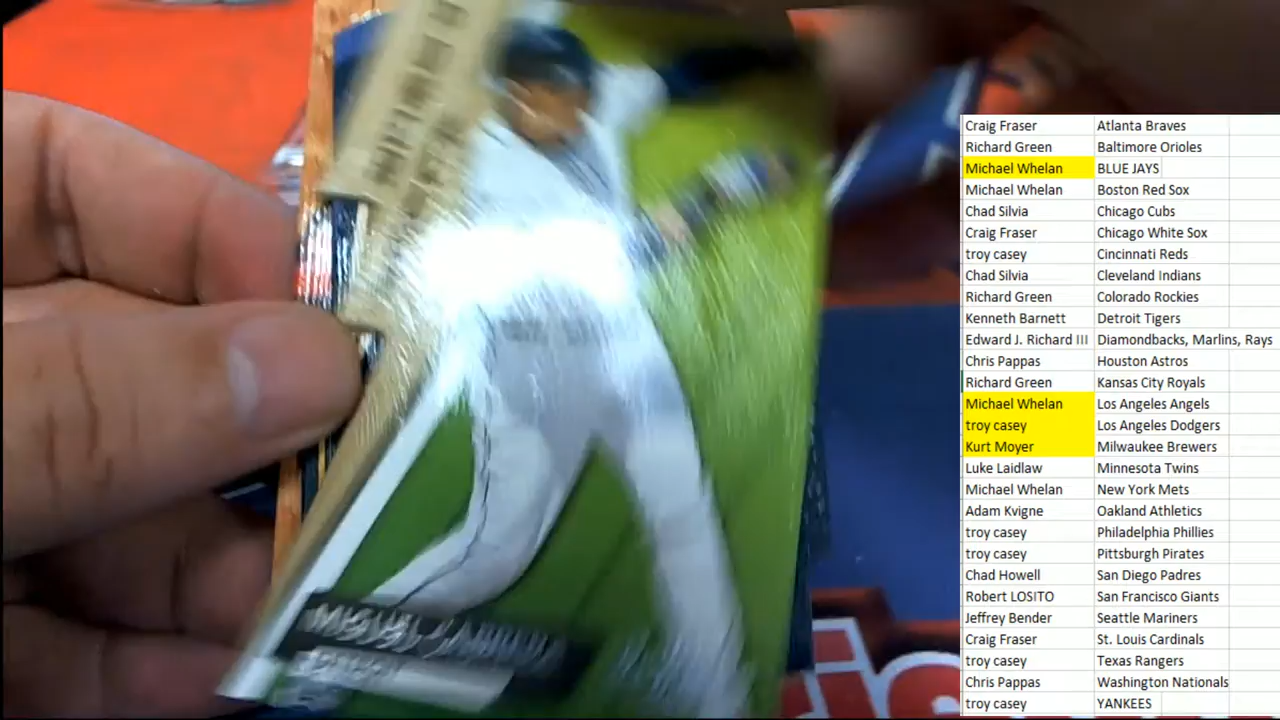 Craig Fraser Atlanta Braves
Richard Green Baltimore Orioles
Michael Whelan BLUE JAYS
Michael Whelan Boston Red Sox
Chad Silvia Chicago Cubs
Craig Fraser Chicago White Sox
troy casey Cincinnati Reds
Chad Silvia Cleveland Indians
Richard Green Colorado Rockies
Kenneth Barnett Detroit Tigers
Edward J. Richard III Diamondbacks, Marlins, Rays
Chris Pappas Houston Astros
Richard Green Kansas City Royals
Michael Whelan Los Angeles Angels
troy casey Los Angeles Dodgers
Kurt Moyer Milwaukee Brewers
Luke Laidlaw Minnesota Twins
Michael Whelan New York Mets
Adam Kvigne Oakland Athletics
troy casey Philadelphia Phillies
troy casey Pittsburgh Pirates
Chad Howell San Diego Padres
Robert LOSITO San Francisco Giants
Jeffrey Bender Seattle Mariners
Craig Fraser St. Louis Cardinals
troy casey Texas Rangers
Chris Pappas Washington Nationals
troy casey YANKEES